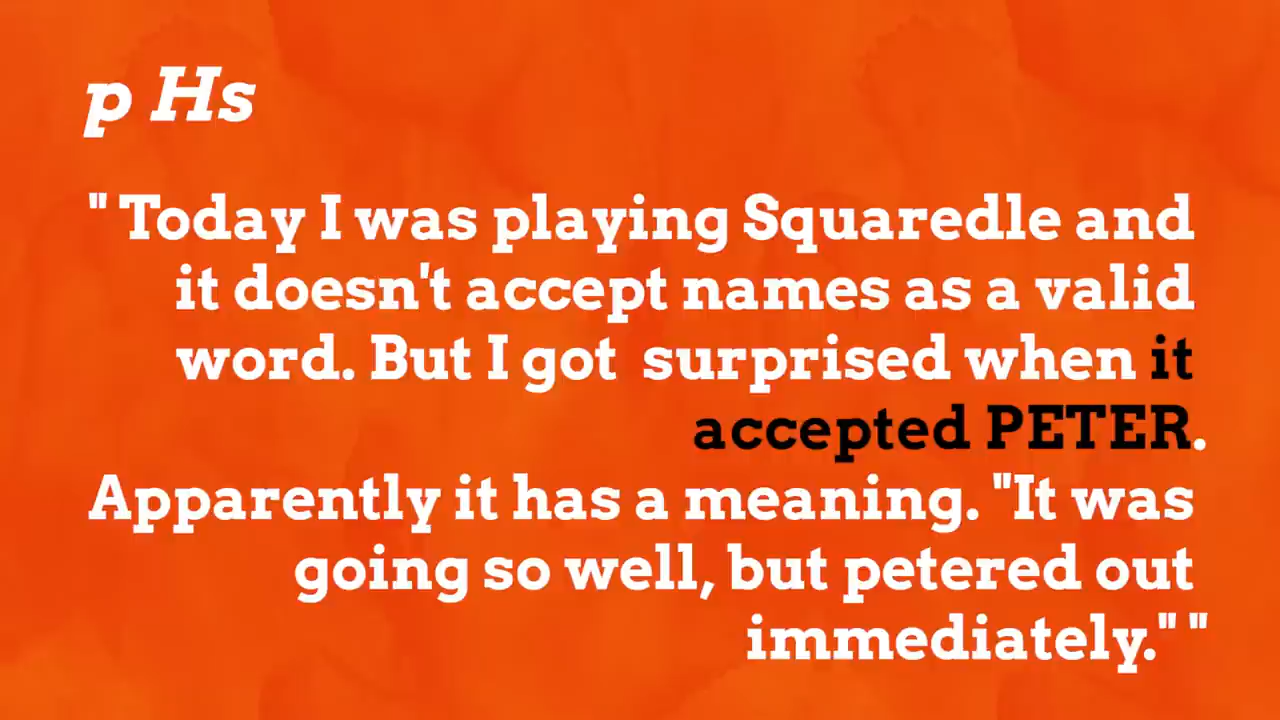 p Hs
" Today I was playing Squaredle and
it doesn't accept names as a valid
word. But I got  surprised when it
accepted PETER.
Apparently it has a meaning. "It was
going so well, but petered out
immediately." "